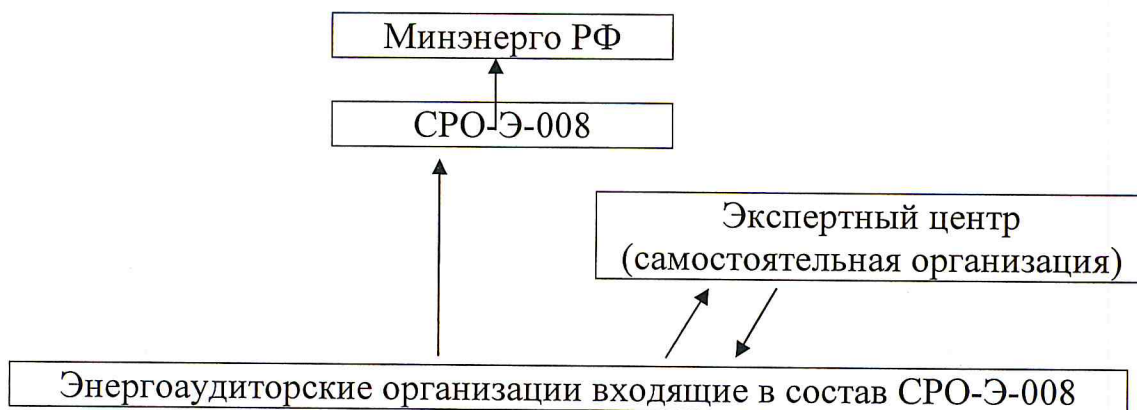 Минэнерго РФ
СРО-Э-008
Экспертный центр
(самостоятельная организация)
Энергоаудиторские организации входящие в состав СРО-Э-008